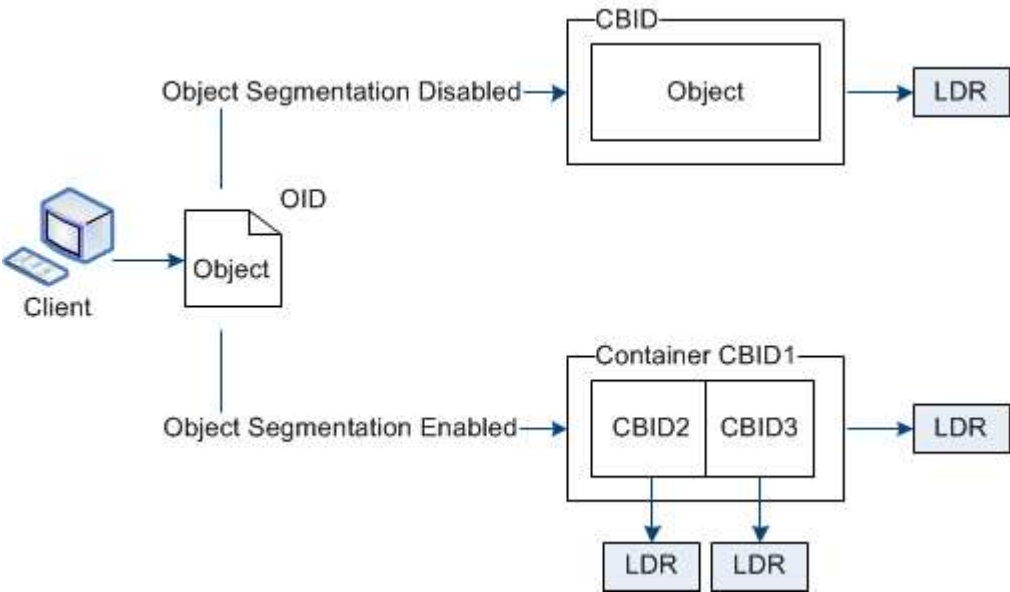 CBID
Object Segmentation Disabled
Object
LDR
OID
Object
Client
Container CBID1
Object Segmentation Enabled
CBID2
CBID3
LDR
LDR
LDR